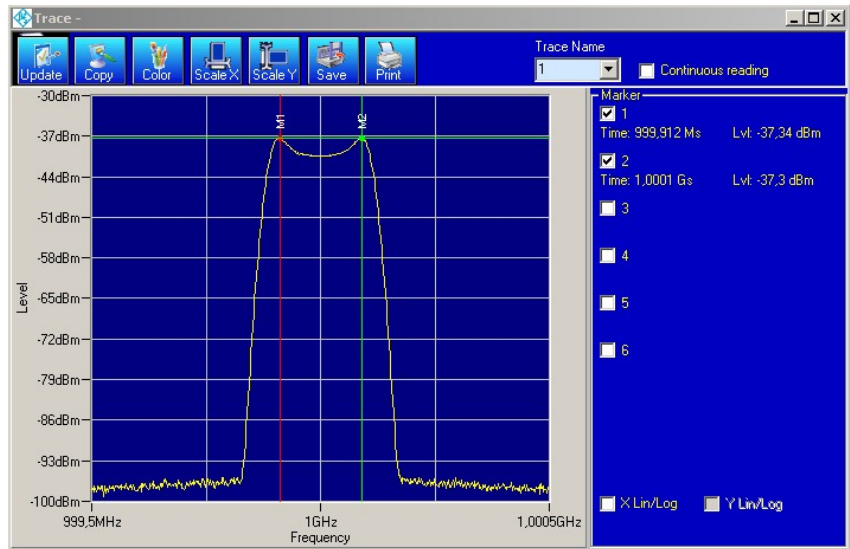 Trace -
Update Copy Color Scale X Scale Y Save Print
Trace Name
1
Continuous reading
-30dBm
-37dBm
-44dBm
-51dBm
-58dBm
-65dBm
-72dBm
-79dBm
-86dBm
-93dBm
-100dBm
Level
M1
M2
999,5MHz 1GHz 1,0005GHz
Frequency
Marker
1
Time: 999,912 Ms Lvl: -37,34 dBm
2
Time: 1,0001 Gs Lvl: -37,3 dBm
3
4
5
6
X Lin/Log Y Lin/Log